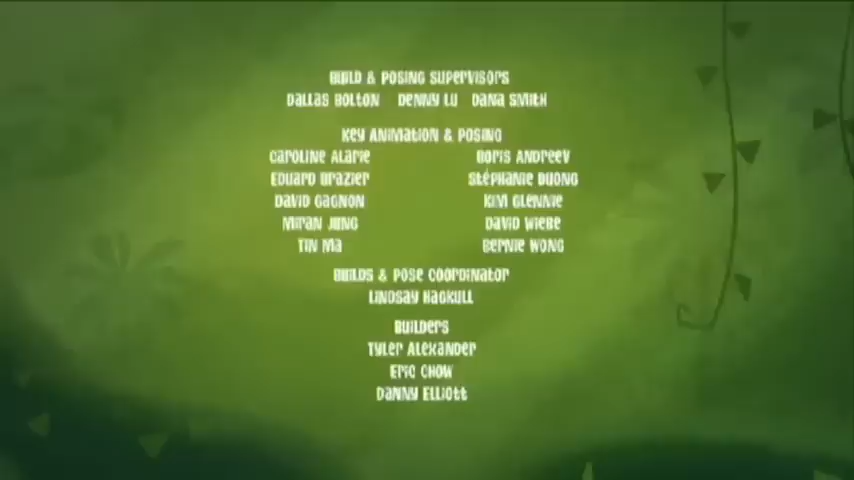 BUILD & POSING SUPERVISORS
DALLAS BOLTON DENNY LU DANA SMITH
KEY ANIMATION & POSING
CAROLINE ALARIE BORIS ANDREEV
EDUARD BRAZIER STÉPHANIE DUONG
DAVID GAGNON KIM GLENNIE
MIRAN JUNG DAVID WIEBE
TIN MA BERNIE WONG
BUILDS & POSE COORDINATOR
LINDSAY HACKULL
BUILDERS
TYLER ALEXANDER
ERIC CHOW
DANNY ELLIOTT